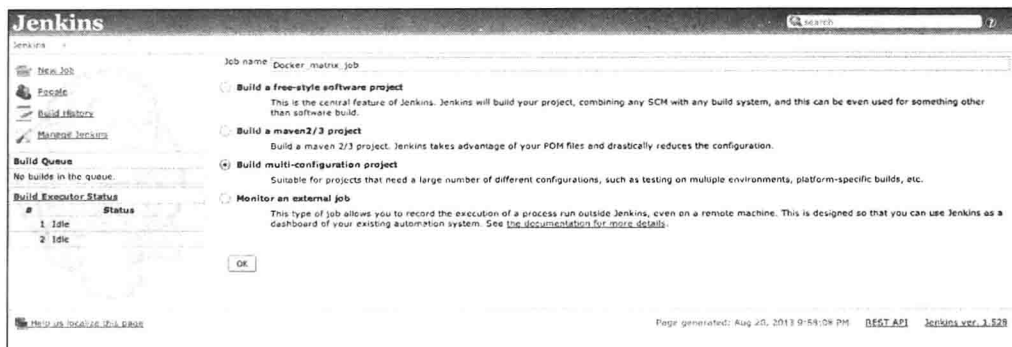 Jenkins
search
Jenkins
New Job
People
Build History
Manage Jenkins
Build Queue
No builds in the queue.
Build Executor Status
# Status
1 Idle
2 Idle
Job name Docker_matrix_job
Build a free-style software project
This is the central feature of Jenkins. Jenkins will build your project, combining any SCM with any build system, and this can be even used for something other
than software build.
Build a maven2/3 project
Build a maven 2/3 project. Jenkins takes advantage of your POM files and drastically reduces the configuration.
Build multi-configuration project
Suitable for projects that need a large number of different configurations, such as testing on multiple environments, platform-specific builds, etc.
Monitor an external job
This type of job allows you to record the execution of a process run outside Jenkins, even on a remote machine. This is designed so that you can use Jenkins as a
dashboard of your existing automation system. See the documentation for more details.
OK
Help us localize this page
Page generated: Aug 20, 2013 9:58:08 PM REST API Jenkins ver. 1.528